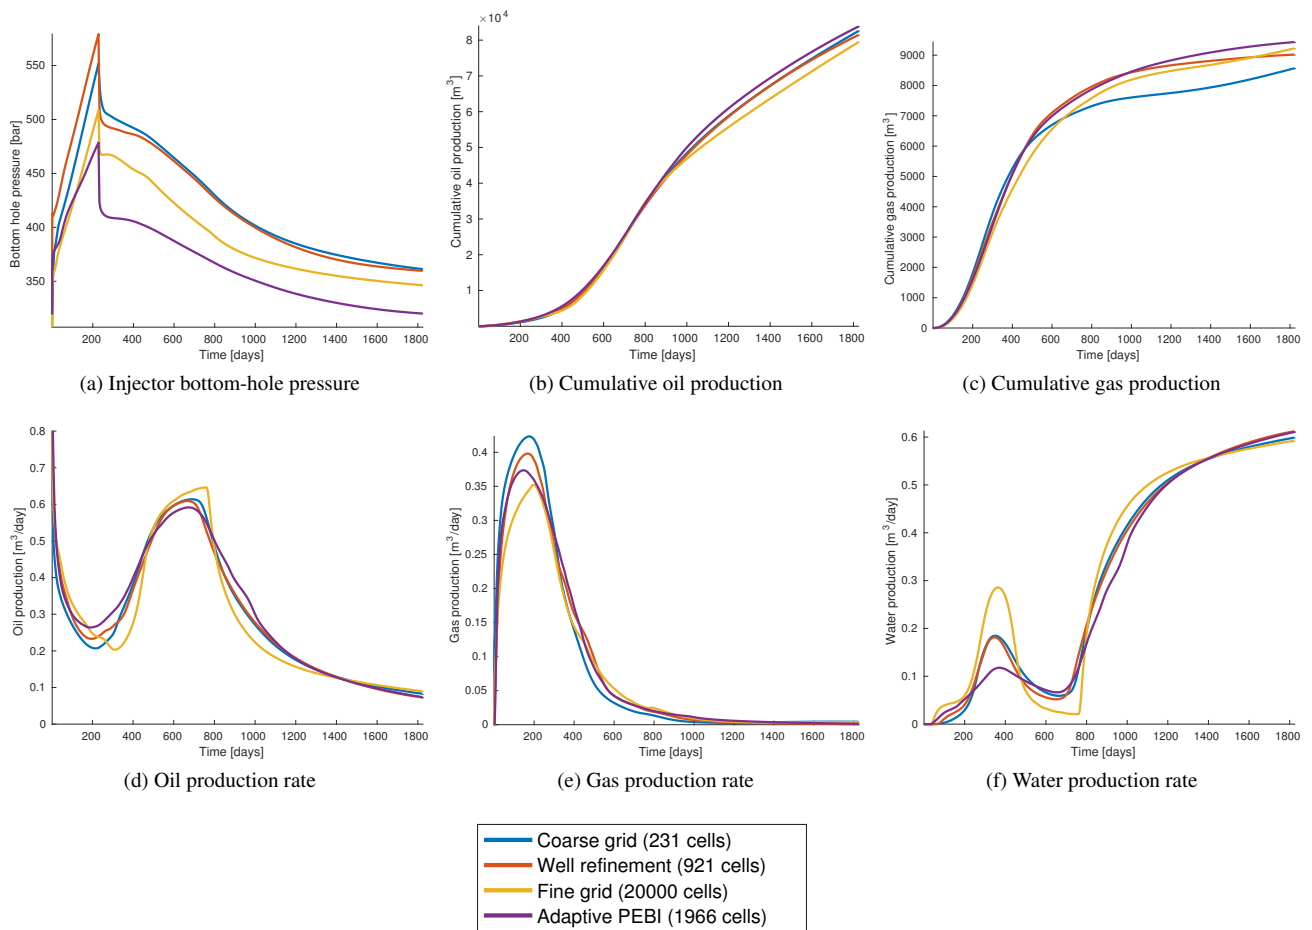 ×10⁴
550
500
450
400
350
Bottom hole pressure [bar]
200 400 600 800 1000 1200 1400 1600 1800
Time [days]
(a) Injector bottom-hole pressure
8
7
6
5
4
3
2
1
Cumulative oil production [m³]
200 400 600 800 1000 1200 1400 1600 1800
Time [days]
(b) Cumulative oil production
9000
8000
7000
6000
5000
4000
3000
2000
1000
0
Cumulative gas production [m³]
200 400 600 800 1000 1200 1400 1600 1800
Time [days]
(c) Cumulative gas production
0.8
0.7
0.6
0.5
0.4
0.3
0.2
0.1
0
Oil production [m³/day]
200 400 600 800 1000 1200 1400 1600 1800
Time [days]
(d) Oil production rate
0.4
0.35
0.3
0.25
0.2
0.15
0.1
0.05
0
Gas production [m³/day]
200 400 600 800 1000 1200 1400 1600 1800
Time [days]
(e) Gas production rate
0.6
0.5
0.4
0.3
0.2
0.1
0
Water production [m³/day]
200 400 600 800 1000 1200 1400 1600 1800
Time [days]
(f) Water production rate
Coarse grid (231 cells)
Well refinement (921 cells)
Fine grid (20000 cells)
Adaptive PEBI (1966 cells)